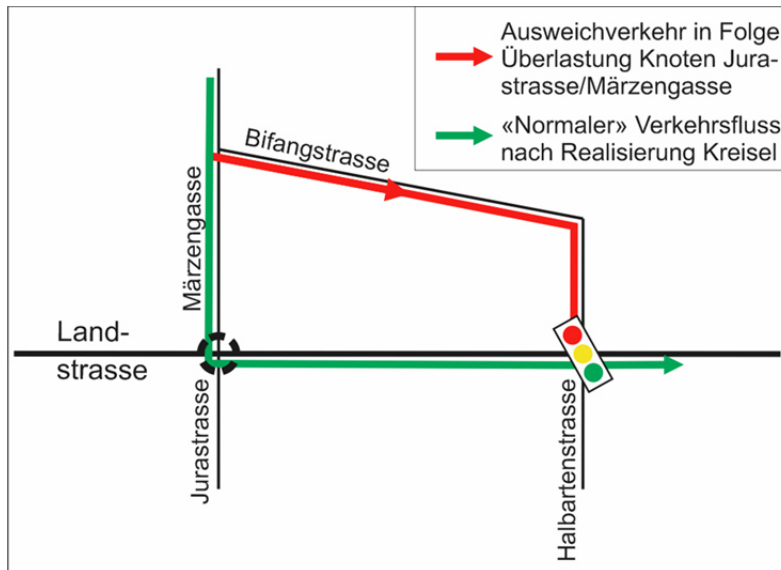 Ausweichverkehr in Folge
Überlastung Knoten Jura-
strasse/Märzengasse
«Normaler» Verkehrsfluss
nach Realisierung Kreisel
Bifangstrasse
Märzengasse
Land-
strasse
Jurastrasse
Halbartenstrasse